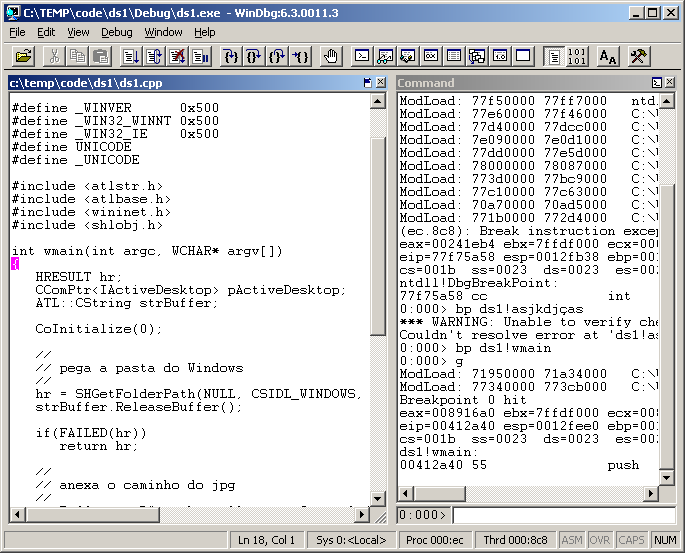 C:\TEMP\code\ds1\Debug\ds1.exe - WinDbg:6.3.0011.3
File Edit View Debug Window Help
101
101
A A
c:\temp\code\ds1\ds1.cpp
#define _WINVER 0x500
#define _WIN32_WINNT 0x500
#define _WIN32_IE 0x500
#define UNICODE
#define _UNICODE
#include <atlstr.h>
#include <atlbase.h>
#include <wininet.h>
#include <shlobj.h>
int wmain(int argc, WCHAR* argv[])
{
HRESULT hr;
CComPtr<IActiveDesktop> pActiveDesktop;
ATL::CString strBuffer;
CoInitialize(0);
//
// pega a pasta do Windows
//
hr = SHGetFolderPath(NULL, CSIDL_WINDOWS,
strBuffer.ReleaseBuffer();
if(FAILED(hr))
return hr;
//
// anexa o caminho do jpg
//
Command
ModLoad: 77f50000 77ff7000 ntdl
ModLoad: 77e60000 77f46000 C:\
ModLoad: 77d40000 77dcc000 C:\
ModLoad: 7e090000 7e0d1000 C:\
ModLoad: 77dd0000 77e5d000 C:\
ModLoad: 78000000 78087000 C:\
ModLoad: 773d0000 77bc9000 C:\
ModLoad: 77c10000 77c63000 C:\
ModLoad: 70a70000 70ad5000 C:\
ModLoad: 771b0000 772d4000 C:\
(ec.8c8): Break instruction excep
eax=00241eb4 ebx=7ffdf000 ecx=00
eip=77f75a58 esp=0012fb38 ebp=00
cs=001b ss=0023 ds=0023 es=0
ntdll!DbgBreakPoint:
77f75a58 cc int
0:000> bp ds1!asjkdjças
*** WARNING: Unable to verify che
Couldn't resolve error at 'ds1!as
0:000> bp ds1!wmain
0:000> g
ModLoad: 71950000 71a34000 C:\
ModLoad: 77340000 773cb000 C:\
Breakpoint 0 hit
eax=008916a0 ebx=7ffdf000 ecx=00
eip=00412a40 esp=0012fee0 ebp=00
cs=001b ss=0023 ds=0023 es=0
ds1!wmain:
00412a40 55 push
0:000>
Ln 18, Col 1 Sys 0:<Local> Proc 000:ec Thrd 000:8c8 ASM OVR CAPS NUM